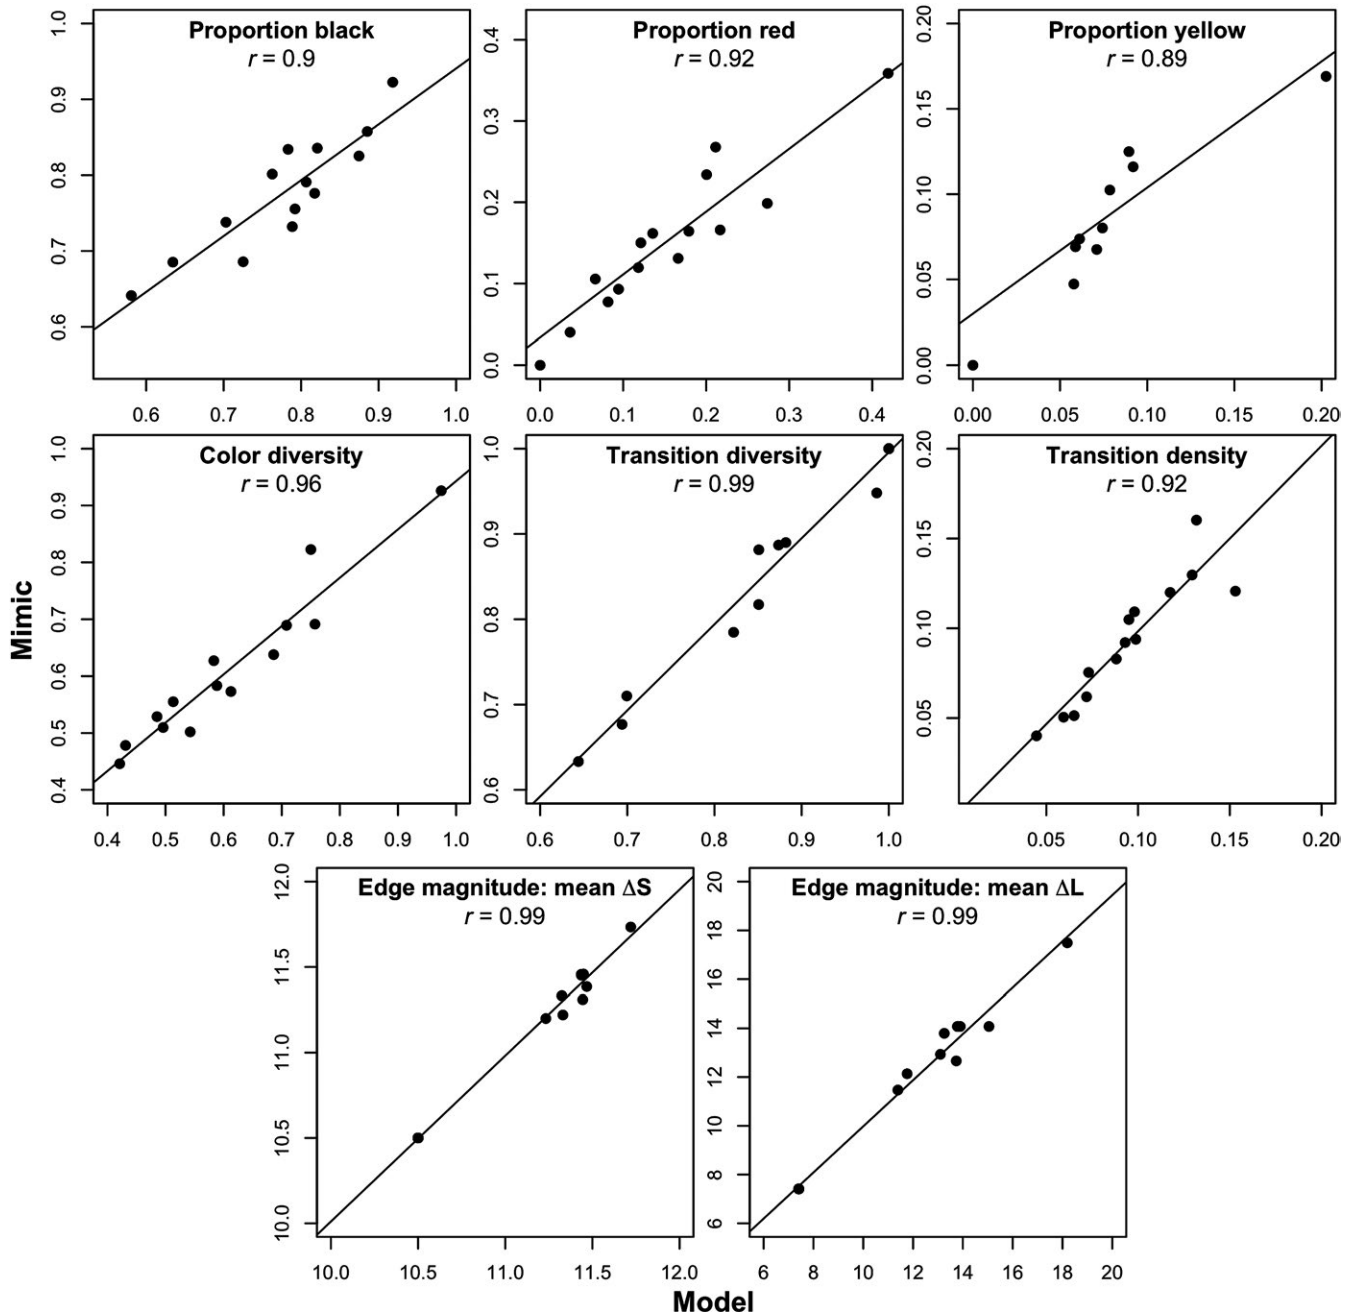 Proportion black
r = 0.9
1.0
0.9
0.8
0.7
0.6
0.6 0.7 0.8 0.9 1.0
Proportion red
r = 0.92
0.4
0.3
0.2
0.1
0.0
0.0 0.1 0.2 0.3 0.4
Proportion yellow
r = 0.89
0.20
0.15
0.10
0.05
0.00
0.00 0.05 0.10 0.15 0.20
Mimic
Color diversity
r = 0.96
1.0
0.9
0.8
0.7
0.6
0.5
0.4
0.4 0.5 0.6 0.7 0.8 0.9 1.0
Transition diversity
r = 0.99
1.0
0.9
0.8
0.7
0.6
0.6 0.7 0.8 0.9 1.0
Transition density
r = 0.92
0.20
0.15
0.10
0.05
0.05 0.10 0.15 0.20
Edge magnitude: mean ΔS
r = 0.99
12.0
11.5
11.0
10.5
10.0
10.0 10.5 11.0 11.5 12.0
Edge magnitude: mean ΔL
r = 0.99
20
18
16
14
12
10
8
6
6 8 10 12 14 16 18 20
Model